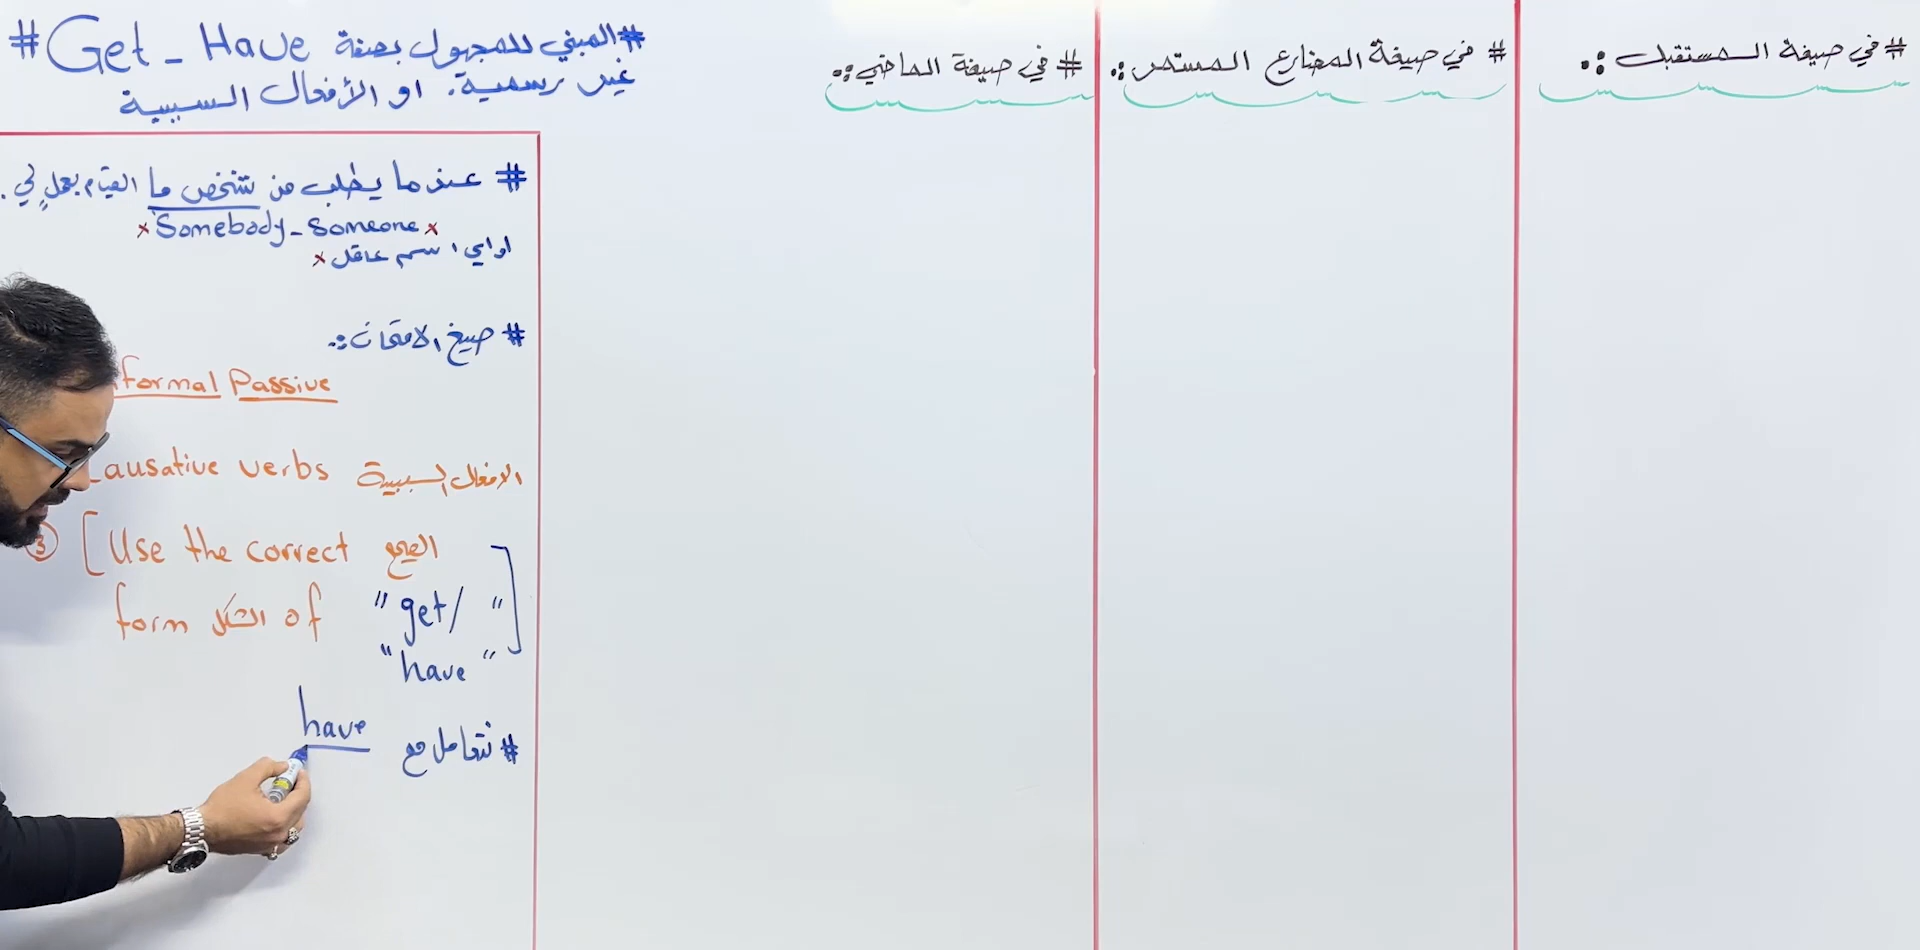 #المبني للمجهول بصفة Get _ Have #
غير رسمية. او الأفعال السببية
# عندما يطلب من شخص ما القيام بعملٍ لي.
× Somebody _ Someone ×
او اي اسم عاقل ×
# صيغ الامتحان :.
formal Passive
ausative verbs الافعال السببية
③ [ Use the correct الصحيح ]
form الشكل of "get/ "
"have"
# نتعامل مع have
# في صيغة الماضي :.
# في صيغة المضارع المستمر :.
# في صيغة المستقبل :.